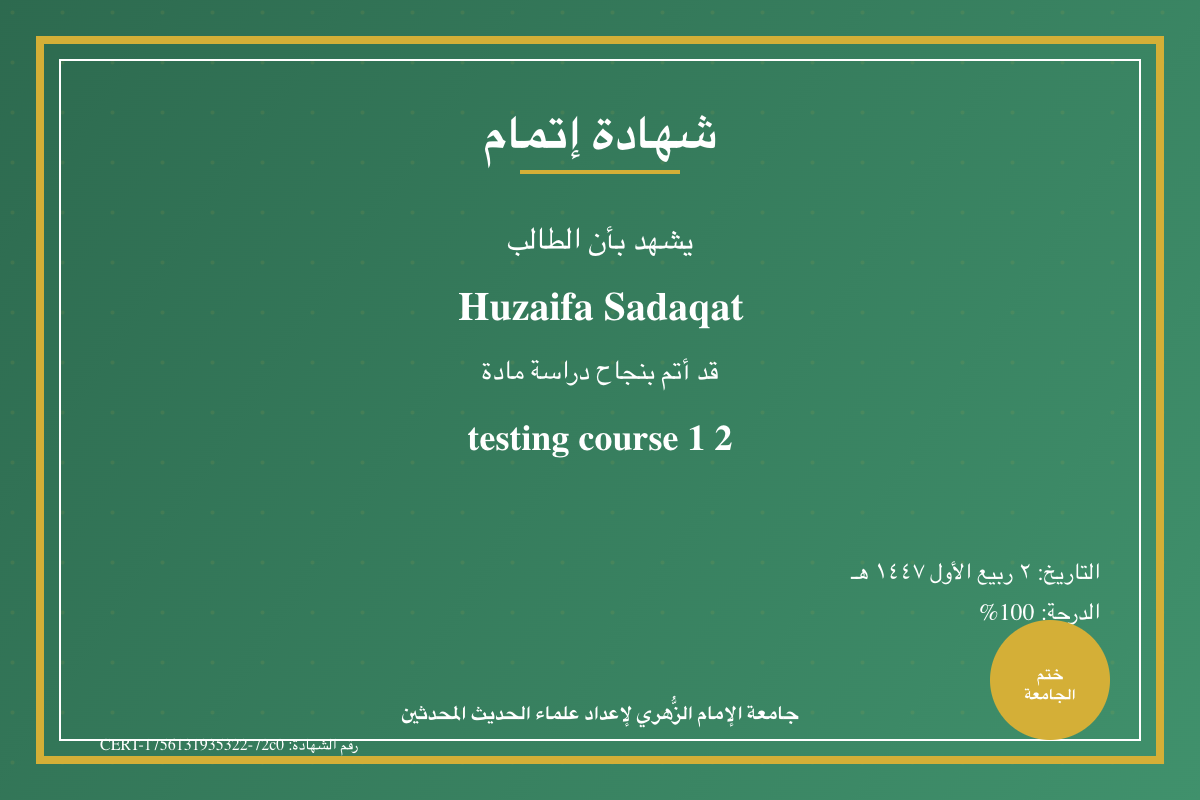 شهادة إتمام
يشهد بأن الطالب
Huzaifa Sadaqat
قد أتم بنجاح دراسة مادة
testing course 1 2
التاريخ: ٢ ربيع الأول ١٤٤٧ هـ
الدرجة: 100%
ختم
الجامعة
جامعة الإمام الزُّهري لإعداد علماء الحديث المحدثين
رقم الشهادة: CERT-1756131935322-72c0